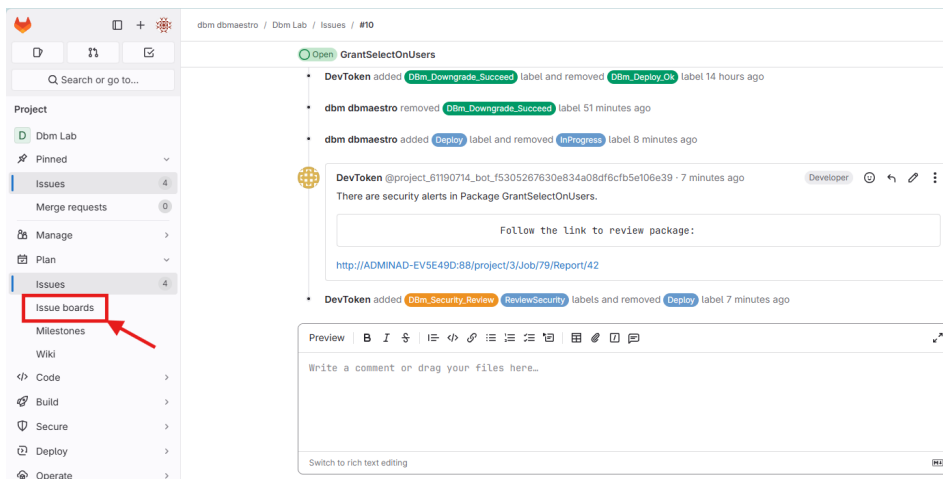 dbm dbmaestro / Dbm Lab / Issues / #10
Search or go to...
Project
D Dbm Lab
Pinned
Issues 4
Merge requests 0
Manage
Plan
Issues 4
Issue boards
Milestones
Wiki
Code
Build
Secure
Deploy
Operate
Open GrantSelectOnUsers
DevToken added DBm_Downgrade_Succeed label and removed DBm_Deploy_Ok label 14 hours ago
dbm dbmaestro removed DBm_Downgrade_Succeed label 51 minutes ago
dbm dbmaestro added Deploy label and removed InProgress label 8 minutes ago
DevToken @project_61190714_bot_f5305267630e834a08df6cfb5e106e39 · 7 minutes ago Developer
There are security alerts in Package GrantSelectOnUsers.
Follow the link to review package:
http://ADMINAD-EV5E49D:88/project/3/Job/79/Report/42
DevToken added DBm_Security_Review ReviewSecurity labels and removed Deploy label 7 minutes ago
Preview B I S
Write a comment or drag your files here…
Switch to rich text editing